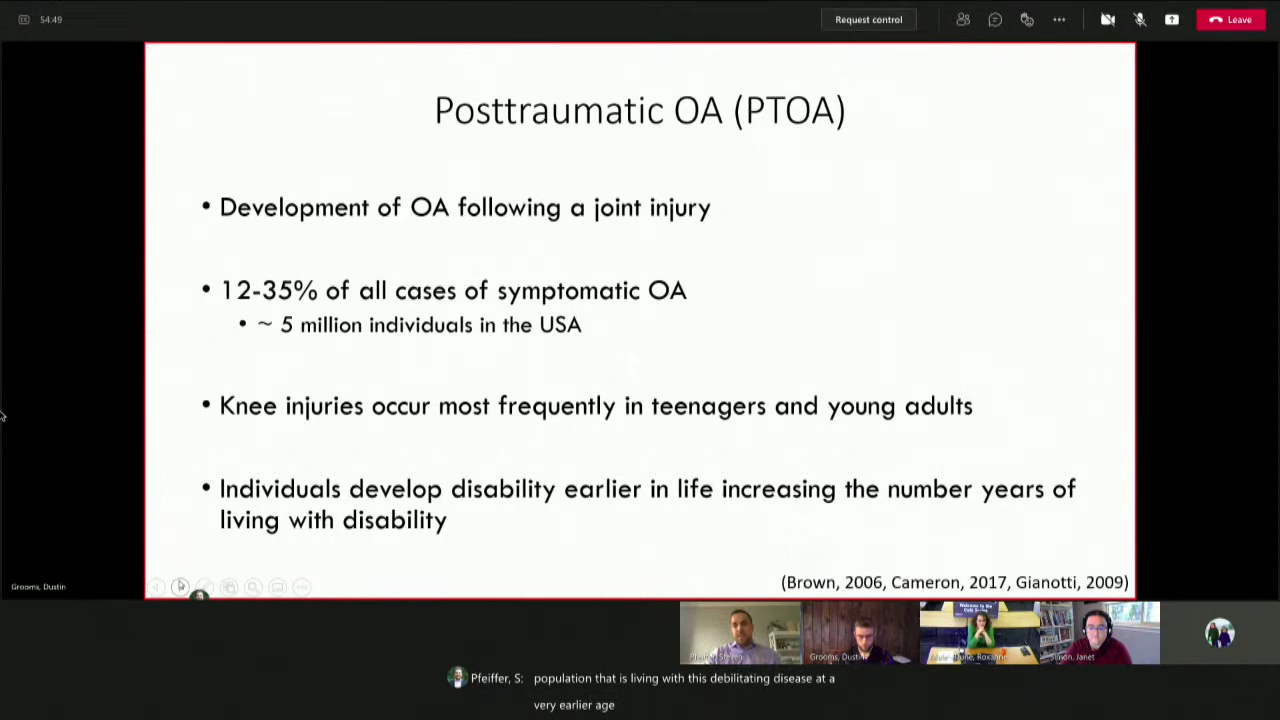 54:49
Request control
Leave
Posttraumatic OA (PTOA)
• Development of OA following a joint injury
• 12-35% of all cases of symptomatic OA
• ~ 5 million individuals in the USA
• Knee injuries occur most frequently in teenagers and young adults
• Individuals develop disability earlier in life increasing the number years of
living with disability
(Brown, 2006, Cameron, 2017, Gianotti, 2009)
Grooms, Dustin
Grooms, Dustin
Simon, Janet
Pfeiffer, S: population that is living with this debilitating disease at a
very earlier age